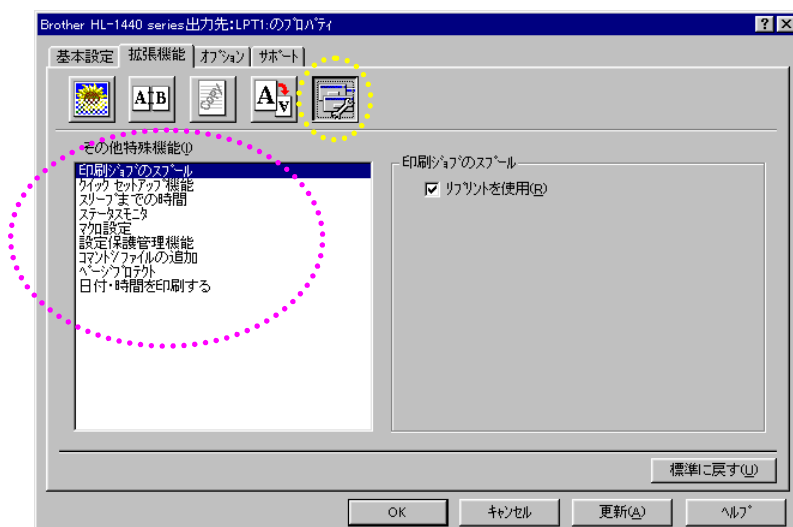 Brother HL-1440 series出力先:LPT1:のプロパティ
基本設定 拡張機能 オプション サポート
A B
copy
A A
その他特殊機能(I)
印刷ジョブのスプール
クイック セットアップ機能
スリープまでの時間
ステータスモニタ
マクロ設定
設定保護管理機能
コマンド/ファイルの追加
ページプロテクト
日付・時間を印刷する
印刷ジョブのスプール
リプリントを使用(R)
標準に戻す(U)
OK キャンセル 更新(A) ヘルプ